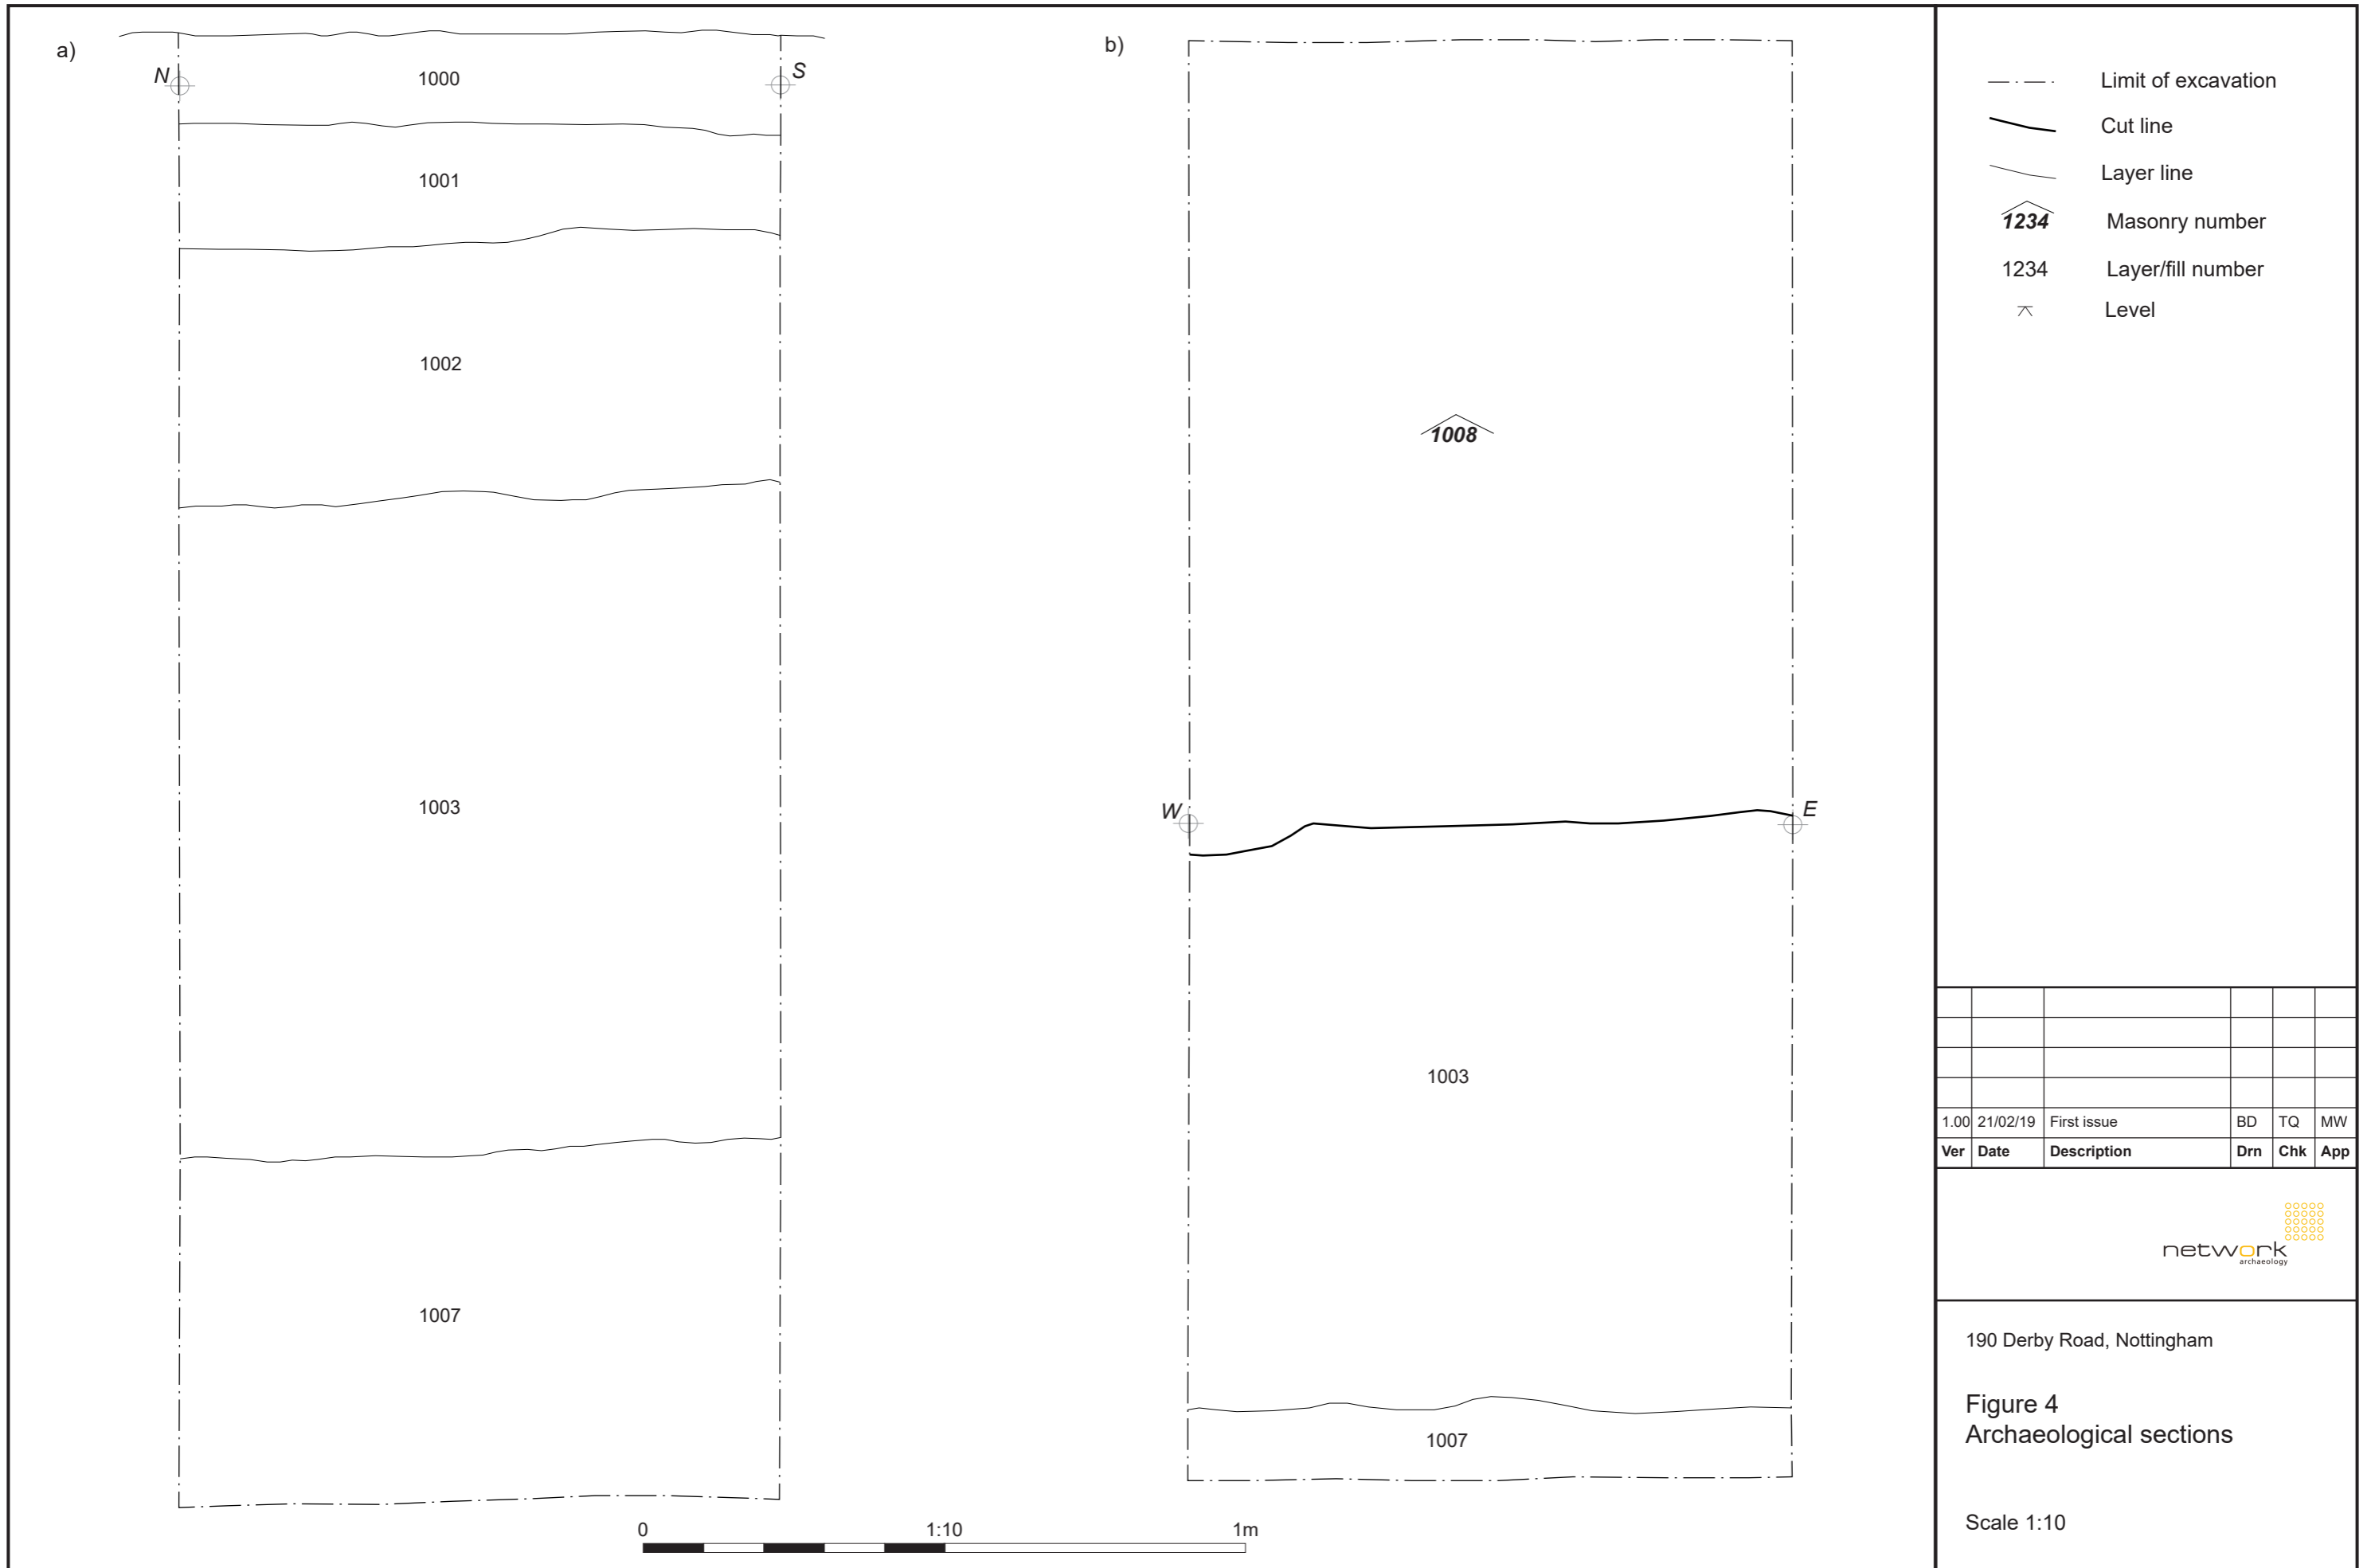 a)
N
S
1000
1001
1002
1003
1007
b)
1008
W
E
1003
1007
0
1:10
1m
Limit of excavation
Cut line
Layer line
1234 Masonry number
1234 Layer/fill number
Level
1.00 21/02/19 First issue BD TQ MW
Ver Date Description Drn Chk App
network
archaeology
190 Derby Road, Nottingham
Figure 4
Archaeological sections
Scale 1:10